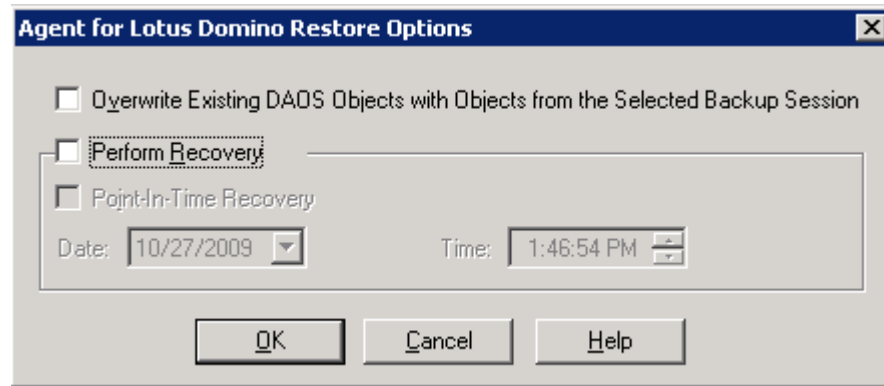 Agent for Lotus Domino Restore Options
Overwrite Existing DAOS Objects with Objects from the Selected Backup Session
Perform Recovery
Point-In-Time Recovery
Date: 10/27/2009 Time: 1:46:54 PM
OK Cancel Help